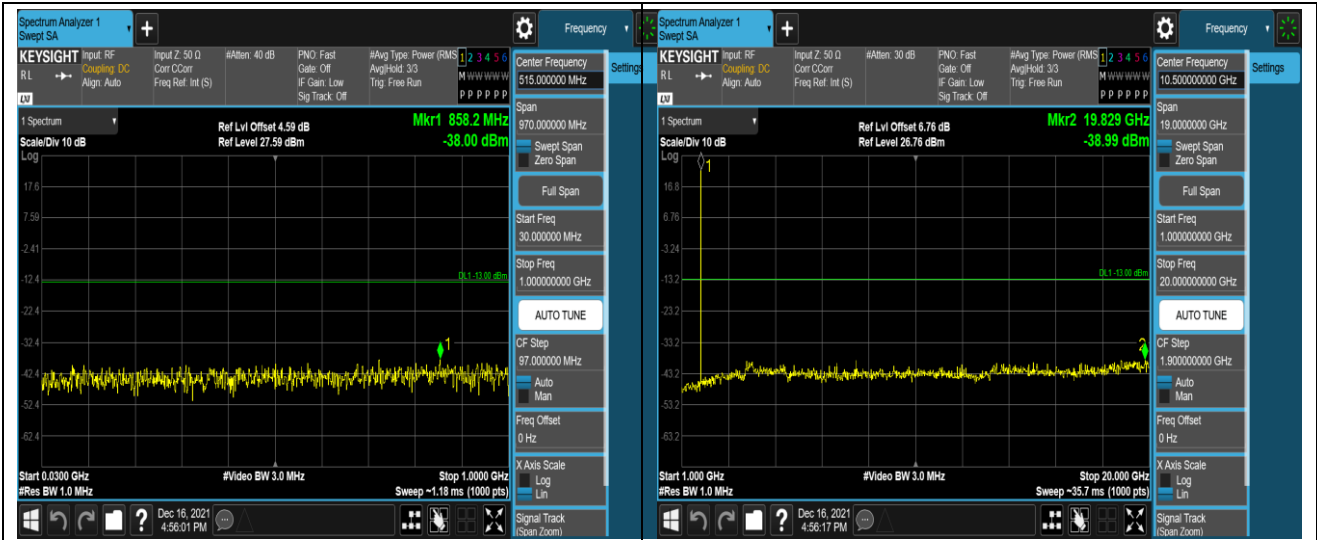 Spectrum Analyzer 1
Swept SA
+
Frequency
KEYSIGHT
Input: RF
Input Z: 50 Ω
#Atten: 40 dB
PNO: Fast
#Avg Type: Power (RMS
1 2 3 4 5 6
RL
Coupling: DC
Corr CCorr
Gate: Off
Avg|Hold: 3/3
M W W W W W
Align: Auto
Freq Ref: Int (S)
IF Gain: Low
Trig: Free Run
Sig Track: Off
P P P P P P
LXI
Center Frequency
515.000000 MHz
Settings
1 Spectrum
Ref Lvl Offset 4.59 dB
Mkr1 858.2 MHz
Scale/Div 10 dB
Ref Level 27.59 dBm
-38.00 dBm
Log
17.6
7.59
-2.41
-12.4
DL1 -13.00 dBm
-22.4
-32.4
1
-42.4
-52.4
-62.4
Start 0.0300 GHz
#Video BW 3.0 MHz
Stop 1.0000 GHz
#Res BW 1.0 MHz
Sweep ~1.18 ms (1000 pts)
Span
970.000000 MHz
Swept Span
Zero Span
Full Span
Start Freq
30.000000 MHz
Stop Freq
1.000000000 GHz
AUTO TUNE
CF Step
97.000000 MHz
Auto
Man
Freq Offset
0 Hz
X Axis Scale
Log
Lin
Signal Track
(Span Zoom)
?
Dec 16, 2021
4:56:01 PM
Spectrum Analyzer 1
Swept SA
+
Frequency
KEYSIGHT
Input: RF
Input Z: 50 Ω
#Atten: 30 dB
PNO: Fast
#Avg Type: Power (RMS
1 2 3 4 5 6
RL
Coupling: DC
Corr CCorr
Gate: Off
Avg|Hold: 3/3
M W W W W W
Align: Auto
Freq Ref: Int (S)
IF Gain: Low
Trig: Free Run
Sig Track: Off
P P P P P P
LXI
Center Frequency
10.500000000 GHz
Settings
1 Spectrum
Ref Lvl Offset 6.76 dB
Mkr2 19.829 GHz
Scale/Div 10 dB
Ref Level 26.76 dBm
-38.99 dBm
Log
1
16.8
6.76
-3.24
-13.2
DL1 -13.00 dBm
-23.2
-33.2
2
-43.2
-53.2
-63.2
Start 1.000 GHz
#Video BW 3.0 MHz
Stop 20.000 GHz
#Res BW 1.0 MHz
Sweep ~35.7 ms (1000 pts)
Span
19.0000000 GHz
Swept Span
Zero Span
Full Span
Start Freq
1.000000000 GHz
Stop Freq
20.000000000 GHz
AUTO TUNE
CF Step
1.900000000 GHz
Auto
Man
Freq Offset
0 Hz
X Axis Scale
Log
Lin
Signal Track
(Span Zoom)
?
Dec 16, 2021
4:56:17 PM